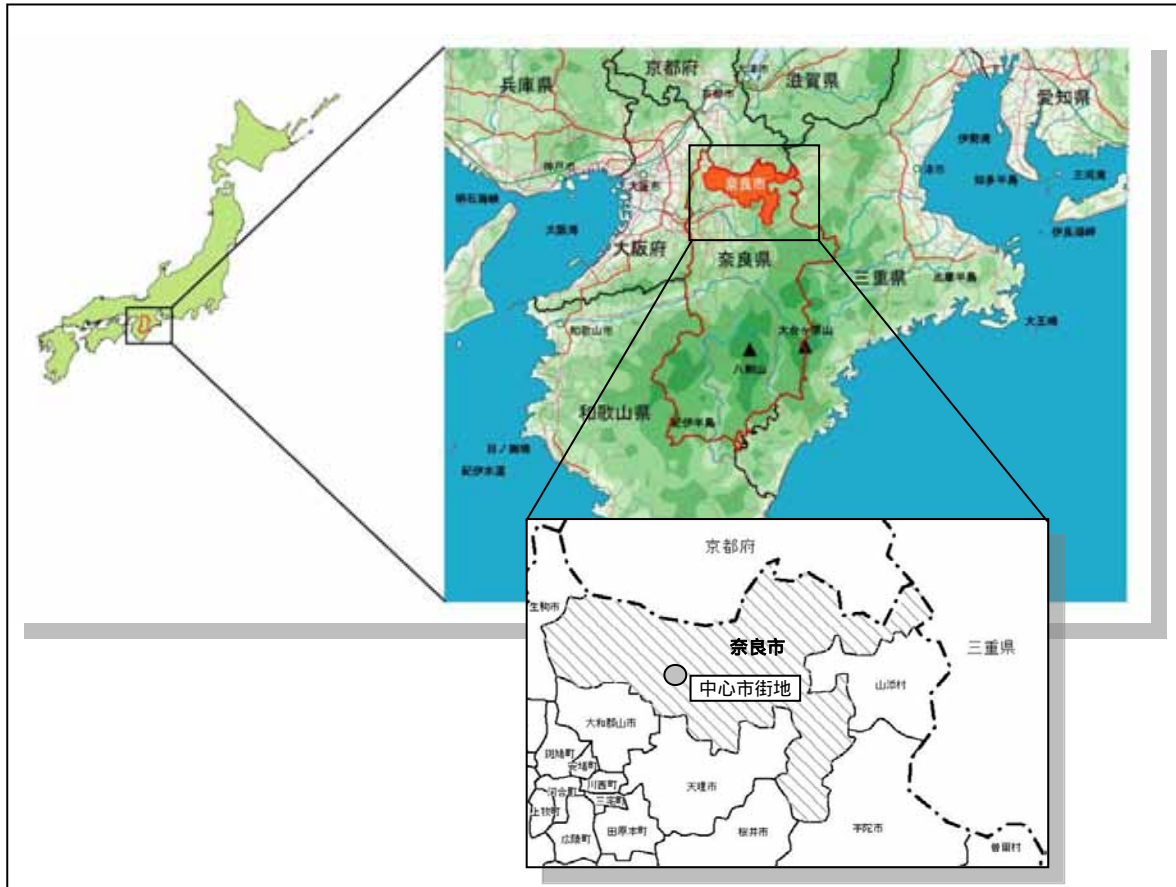 京都府
滋賀県
兵庫県
愛知県
伊勢湾
神戸市
大阪市
奈良市
津市
知多半島
三河湾
明石海峡
大阪湾
伊良湖岬
大阪府
奈良県
三重県
志摩半島
和歌山市
大台ヶ原山
大王崎
八剣山
和歌山県
紀伊半島
日ノ御埼
紀伊水道
京都府
生駒市
奈良市
三重県
中心市街地
山添村
大和郡山市
斑鳩町
安堵町
川西町
天理市
河合町
三宅町
上牧町
田原本町
広陵町
桜井市
宇陀市
曽爾村